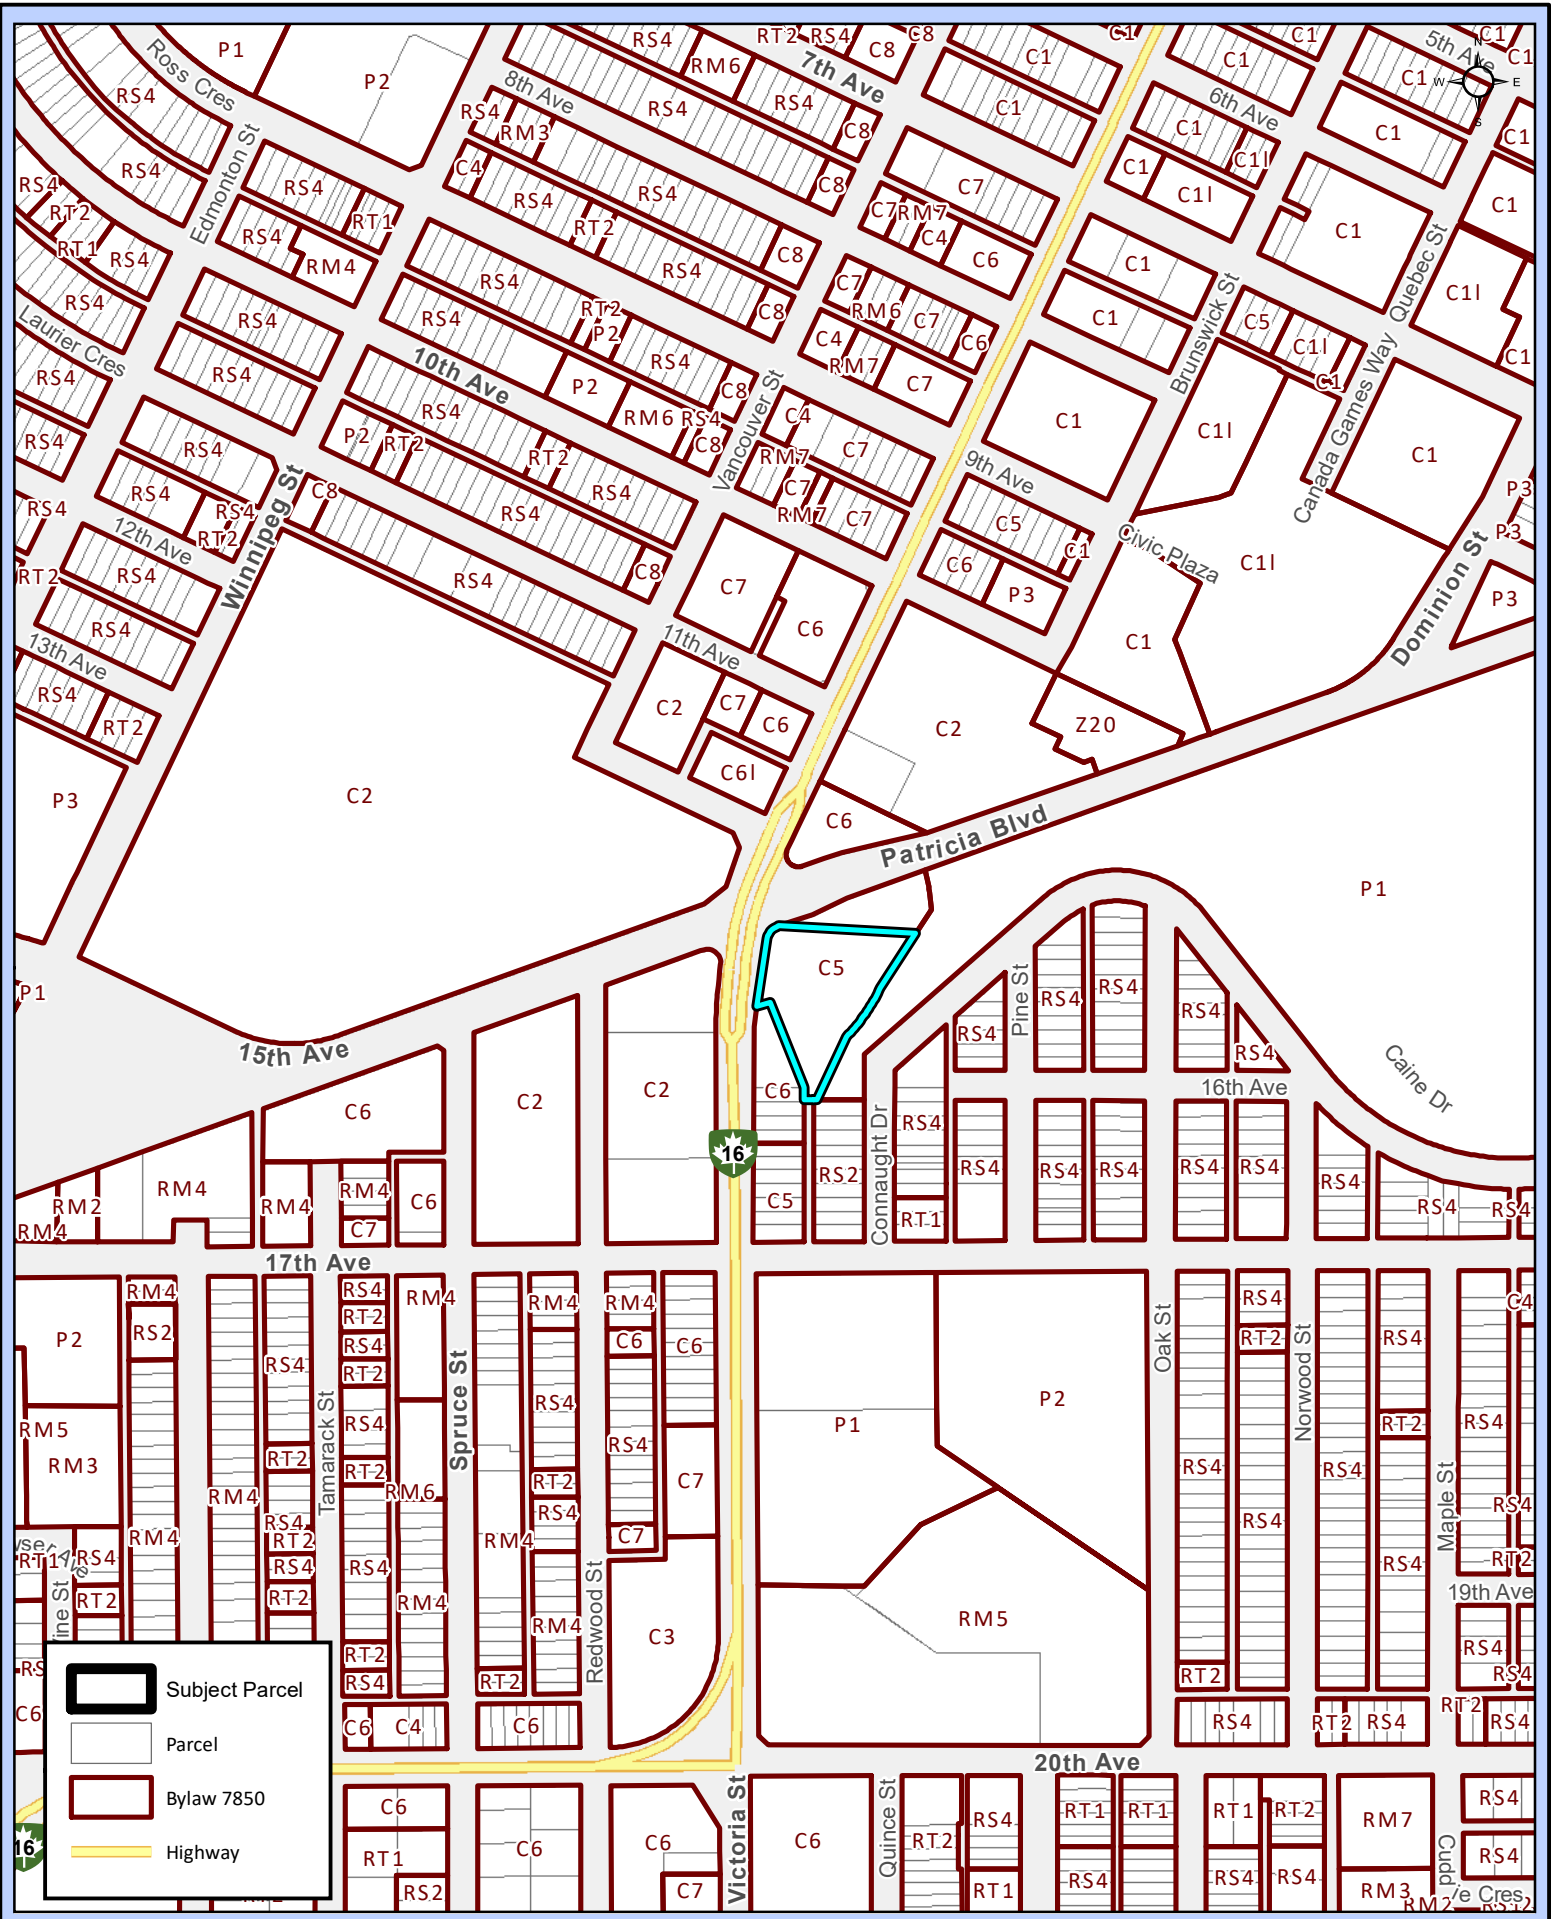 P1
P2
RS4
Ross Cres
RS4
RM6
RT2
RS4
C8
C8
7th Ave
8th Ave
RS4
RS4
C8
C1
C1
C1
C1
C1
C1
C1
5th Ave
C1
N
W
E
S
6th Ave
RS4
RS4
RM3
C4
RS4
RS4
RT2
RS4
C8
C8
C8
C7
C1
C1I
C1
C1I
C1
C1
C1
RS4
RT2
RT1
RS4
RS4
Edmonton St
RS4
RT1
RS4
RM4
RS4
RS4
RT2
P2
RS4
C8
C7
RM7
C4
C6
C7
RM6
C7
C6
C4
RM7
C7
C1
C1
Brunswick St
Quebec St
C1
C1I
C5
C1I
C1
C1
Canada Games Way
Laurier Cres
RS4
RS4
RS4
RS4
10th Ave
RS4
P2
RM6
RS4
C8
C8
Vancouver St
C4
C7
RM7
C7
RM7
C7
C1
C1I
C1
P3
P3
9th Ave
RS4
RS4
RS4
RS4
RT2
12th Ave
Winnipeg St
C8
P2
RT2
RT2
RS4
RS4
RS4
C8
C5
C1
C6
P3
Civic Plaza
C1I
C1
Dominion St
P3
RT2
RS4
RS4
13th Ave
RS4
RT2
P3
C2
C7
C6
11th Ave
C2
C7
C6
C6I
C2
Z20
C6
Patricia Blvd
P1
P1
15th Ave
C5
C6
C2
C2
C6
16
RS4
Pine St
RS4
RS4
RS4
RS4
16th Ave
Caine Dr
RM4
RM2
RM4
RM4
RM4
C7
C6
C5
RS2
Connaught Dr
RS4
RT1
RS4
RS4
RS4
RS4
RS4
RS4
RS4
RS4
17th Ave
P2
RM4
RS2
RM5
RM3
RM4
RM4
RS4
RT2
RS4
RT2
RS4
RT2
Tamarack St
RS4
RT2
RS4
RT2
RS4
RT2
RS4
RT2
RS4
RM4
RM6
RM4
Spruce St
RM4
RT2
RM4
RS4
RT2
RS4
RM4
Redwood St
RM4
C6
RS4
C7
C6
C7
C3
P1
P2
RM5
Oak St
RS4
RT2
RS4
RT2
RS4
Norwood St
RS4
RS4
RT2
RS4
Maple St
RS4
C4
RS4
RT2
19th Ave
RS4
RS4
RT2
RS4
RS4
RT2
RS4
RT1
RS4
RT2
C6
C6
C4
C6
20th Ave
Subject Parcel
Parcel
Bylaw 7850
Highway
16
C6
RT1
RS2
C6
C6
C7
Victoria St
C6
Quince St
RT2
RS4
RT1
RT1
RT1
RS4
RT1
RT2
RS4
RS4
RM7
RM3
RM2
RS4
RS4